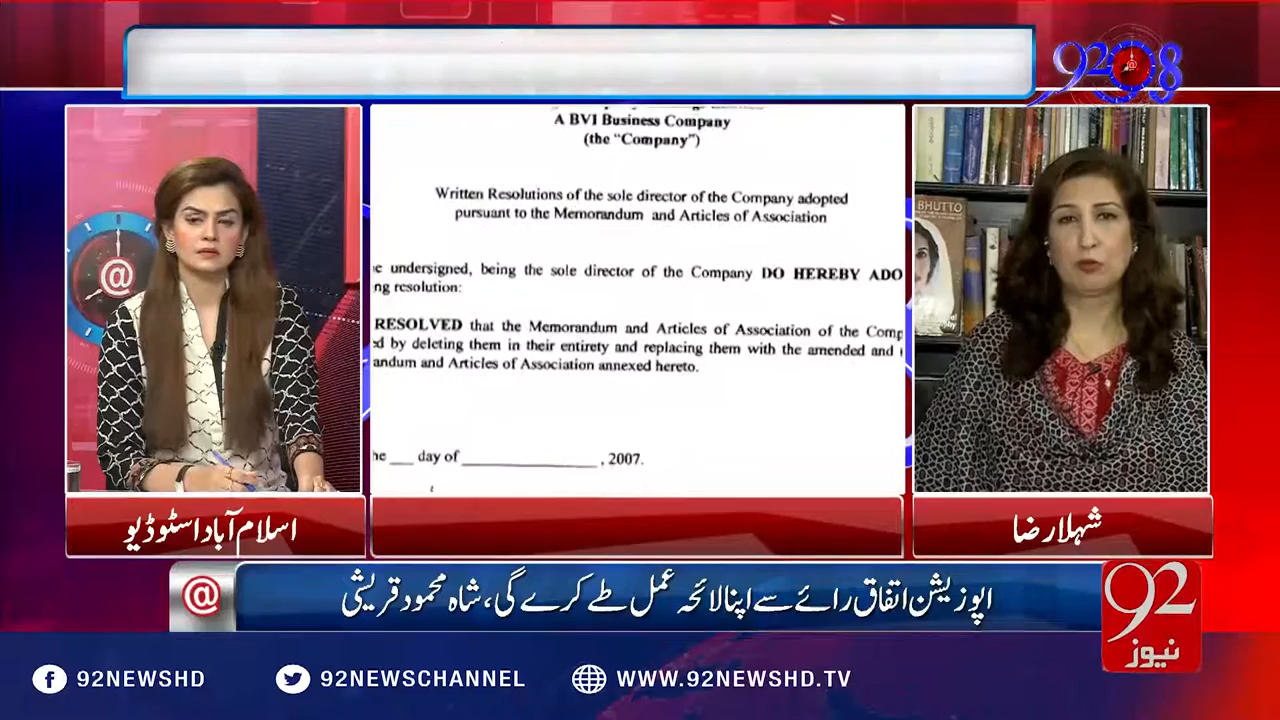 A BVI Business Company
(the "Company")
Written Resolutions of the sole director of the Company adopted
pursuant to the Memorandum and Articles of Association
undersigned, being the sole director of the Company DO HEREBY ADO
ng resolution:
RESOLVED that the Memorandum and Articles of Association of the Comp
ed by deleting them in their entirety and replacing them with the amended and
andum and Articles of Association annexed hereto.
he ___ day of ______________, 2007.
BHUTTO
92@8
@
اسلام آباد اسٹوڈیو
شہلا رضا
@
اپوزیشن اتفاق رائے سے اپنا لائحہ عمل طے کرے گی، شاہ محمود قریشی
92
نیوز
92NEWSHD
92NEWSCHANNEL
WWW.92NEWSHD.TV